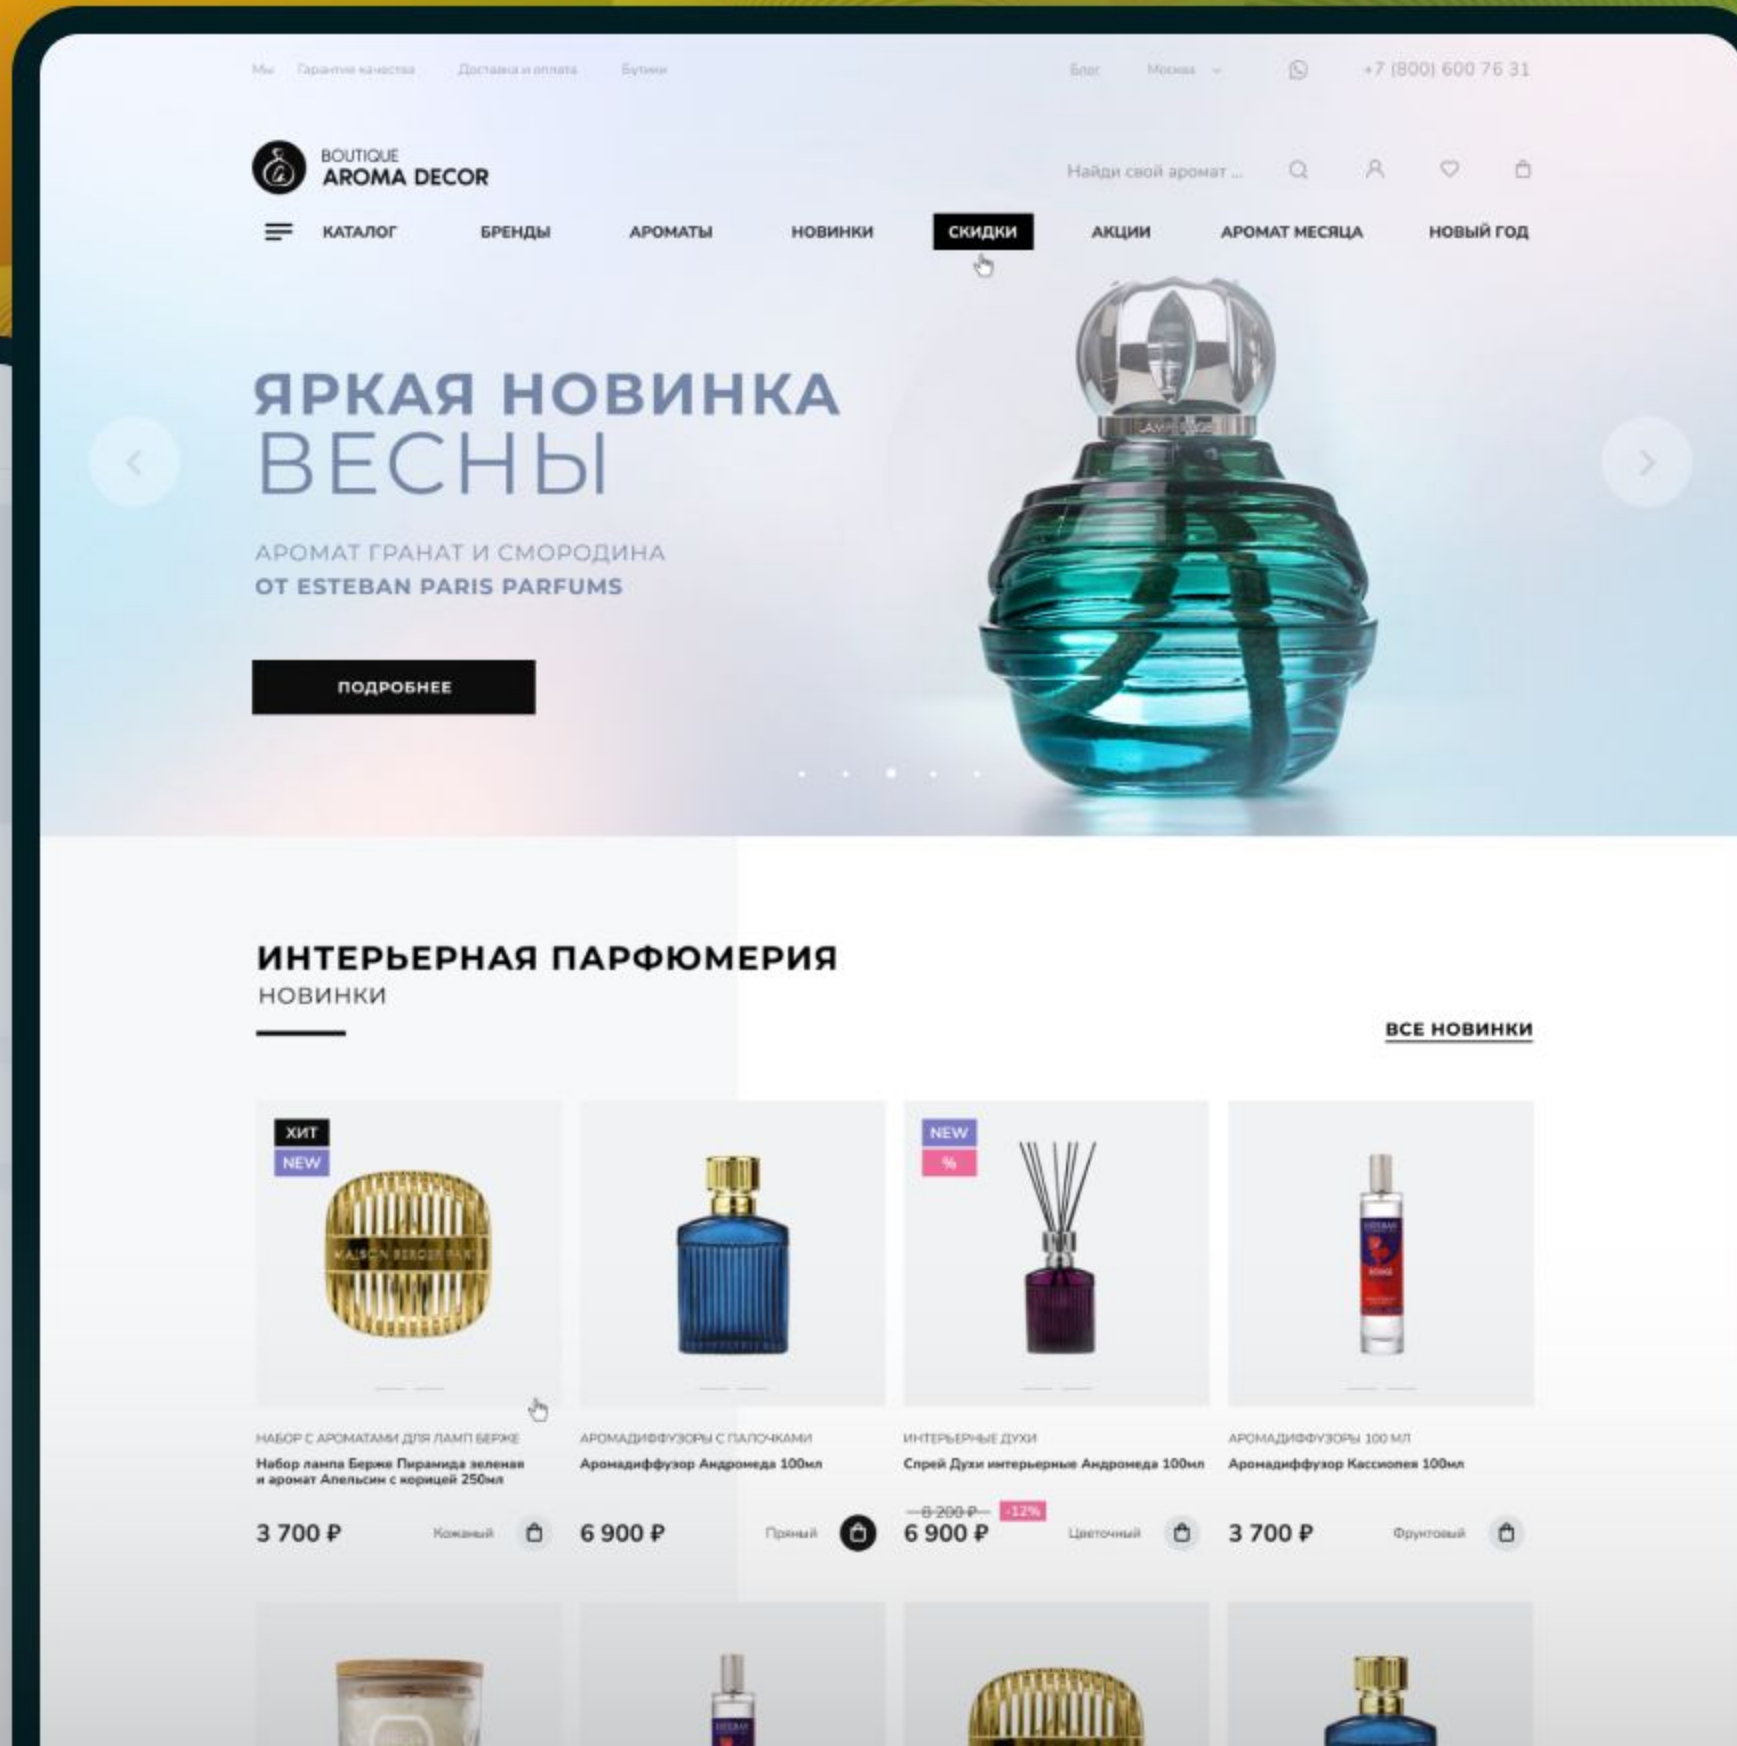 Мы Гарантия качества Доставка и оплата Бутики Блог Москва +7 (800) 600 76 31
BOUTIQUE
AROMA DECOR
Найди свой аромат ...
КАТАЛОГ БРЕНДЫ АРОМАТЫ НОВИНКИ СКИДКИ АКЦИИ АРОМАТ МЕСЯЦА НОВЫЙ ГОД
ЯРКАЯ НОВИНКА
ВЕСНЫ
АРОМАТ ГРАНАТ И СМОРОДИНА
ОТ ESTEBAN PARIS PARFUMS
ПОДРОБНЕЕ
ИНТЕРЬЕРНАЯ ПАРФЮМЕРИЯ
НОВИНКИ
ВСЕ НОВИНКИ
ХИТ
NEW
MAISON BERGER PARIS
NEW
%
НАБОР С АРОМАТАМИ ДЛЯ ЛАМП БЕРЖЕ
Набор лампа Берже Пирамида зеленая
и аромат Апельсин с корицей 250мл
3 700 ₽ Кожаный
АРОМАДИФФУЗОРЫ С ПАЛОЧКАМИ
Аромадиффузор Андромеда 100мл
6 900 ₽ Пряный
ИНТЕРЬЕРНЫЕ ДУХИ
Спрей Духи интерьерные Андромеда 100мл
8 200 ₽ -12%
6 900 ₽ Цветочный
АРОМАДИФФУЗОРЫ 100 МЛ
Аромадиффузор Кассиопея 100мл
3 700 ₽ Фруктовый